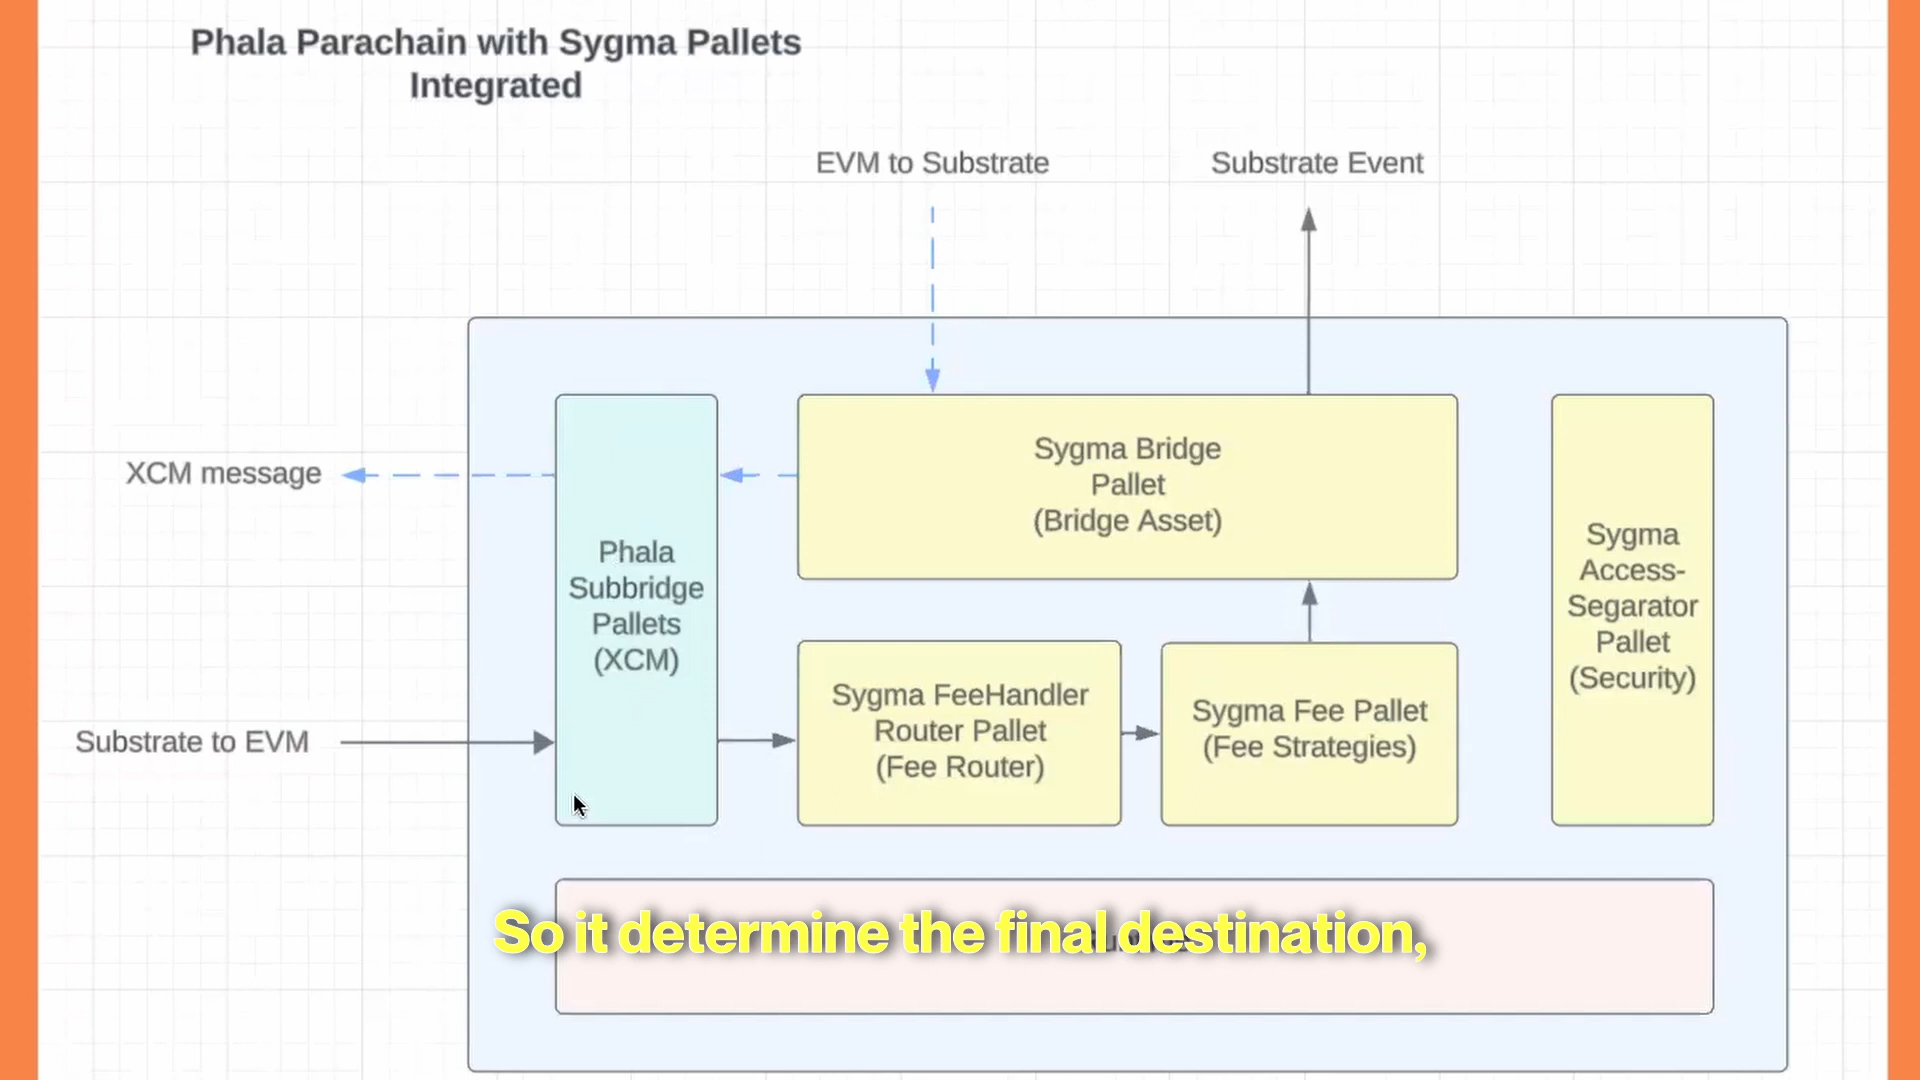 Phala Parachain with Sygma Pallets
Integrated
EVM to Substrate
Substrate Event
XCM message
Sygma Bridge
Pallet
(Bridge Asset)
Phala
Subbridge
Pallets
(XCM)
Sygma
Access-
Segarator
Pallet
(Security)
Substrate to EVM
Sygma FeeHandler
Router Pallet
(Fee Router)
Sygma Fee Pallet
(Fee Strategies)
So it determine the final destination,